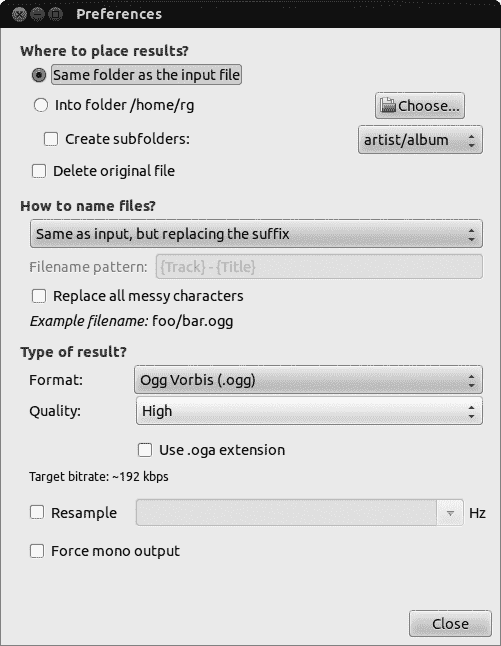 Preferences
Where to place results?
Same folder as the input file
Into folder /home/rg
Choose...
Create subfolders:
artist/album
Delete original file
How to name files?
Same as input, but replacing the suffix
Filename pattern: {Track} - {Title}
Replace all messy characters
Example filename: foo/bar.ogg
Type of result?
Format: Ogg Vorbis (.ogg)
Quality: High
Use .oga extension
Target bitrate: ~192 kbps
Resample Hz
Force mono output
Close